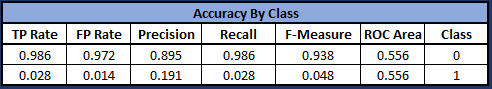 Accuracy By Class
TP Rate FP Rate Precision Recall F-Measure ROC Area Class
0.986 0.972 0.895 0.986 0.938 0.556 0
0.028 0.014 0.191 0.028 0.048 0.556 1